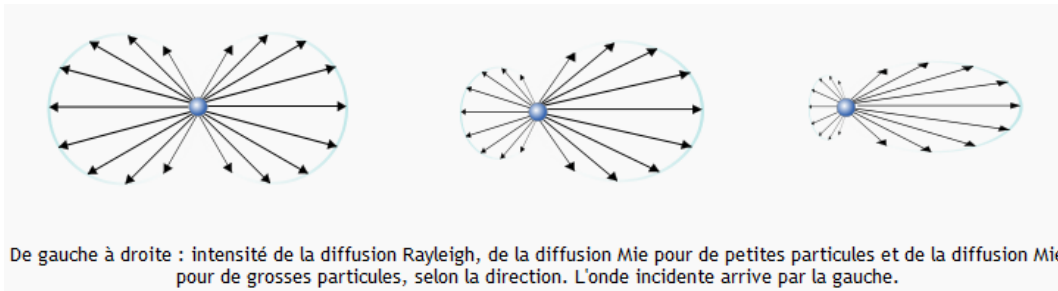 De gauche à droite : intensité de la diffusion Rayleigh, de la diffusion Mie pour de petites particules et de la diffusion Mie
pour de grosses particules, selon la direction. L'onde incidente arrive par la gauche.